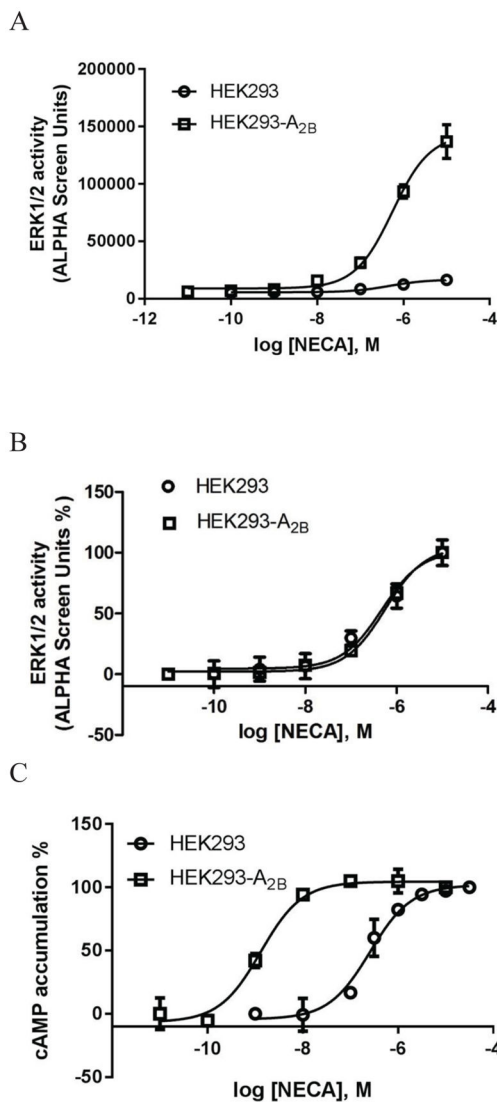 A
200000
150000
100000
50000
0
ERK1/2 activity
(ALPHA Screen Units)
HEK293
HEK293-A2B
-12 -10 -8 -6 -4
log [NECA], M
B
150
100
50
0
-50
ERK1/2 activity
(ALPHA Screen Units %)
HEK293
HEK293-A2B
-10 -8 -6 -4
log [NECA], M
C
150
100
50
0
-50
cAMP accumulation %
HEK293
HEK293-A2B
-10 -8 -6 -4
log [NECA], M